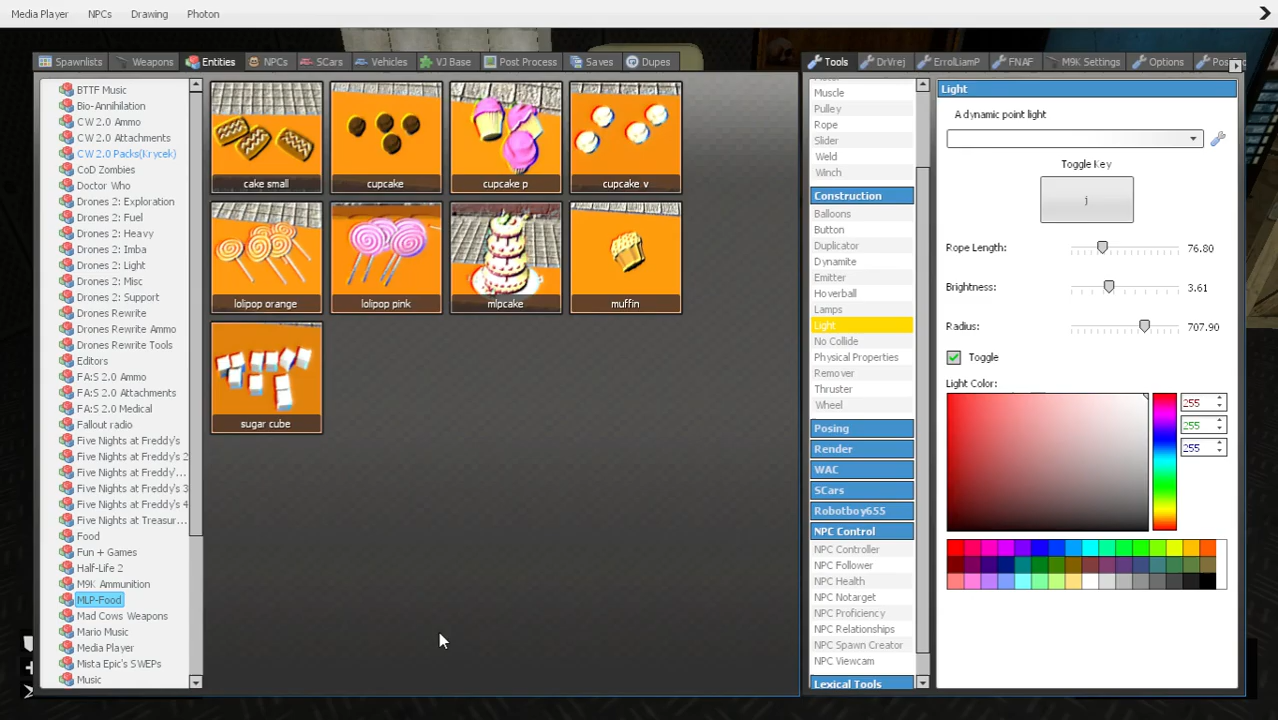 Media Player NPCs Drawing Photon
Spawnlists Weapons Entities NPCs SCars Vehicles VJ Base Post Process Saves Dupes
BTTF Music
Bio-Annihilation
CW 2.0 Ammo
CW 2.0 Attachments
CW 2.0 Packs(Krycek)
CoD Zombies
Doctor Who
Drones 2: Exploration
Drones 2: Fuel
Drones 2: Heavy
Drones 2: Imba
Drones 2: Light
Drones 2: Misc
Drones 2: Support
Drones Rewrite
Drones Rewrite Ammo
Drones Rewrite Tools
Editors
FA:S 2.0 Ammo
FA:S 2.0 Attachments
FA:S 2.0 Medical
Fallout radio
Five Nights at Freddy's
Five Nights at Freddy's 2
Five Nights at Freddy'...
Five Nights at Freddy's 3
Five Nights at Freddy's 4
Five Nights at Treasur...
Food
Fun + Games
Half-Life 2
M9K Ammunition
MLP-Food
Mad Cows Weapons
Mario Music
Media Player
Mista Epic's SWEPs
Music
cake small cupcake cupcake p cupcake v
lolipop orange lolipop pink mlpcake muffin
sugar cube
Tools DrVrej ErrolLiamP FNAF M9K Settings Options
Muscle
Pulley
Rope
Slider
Weld
Winch
Construction
Balloons
Button
Duplicator
Dynamite
Emitter
Hoverball
Lamps
Light
No Collide
Physical Properties
Remover
Thruster
Wheel
Posing
Render
WAC
SCars
Robotboy655
NPC Control
NPC Controller
NPC Follower
NPC Health
NPC Notarget
NPC Proficiency
NPC Relationships
NPC Spawn Creator
NPC Viewcam
Lexical Tools
Light
A dynamic point light
Toggle Key
j
Rope Length: 76.80
Brightness: 3.61
Radius: 707.90
Toggle
Light Color:
255
255
255